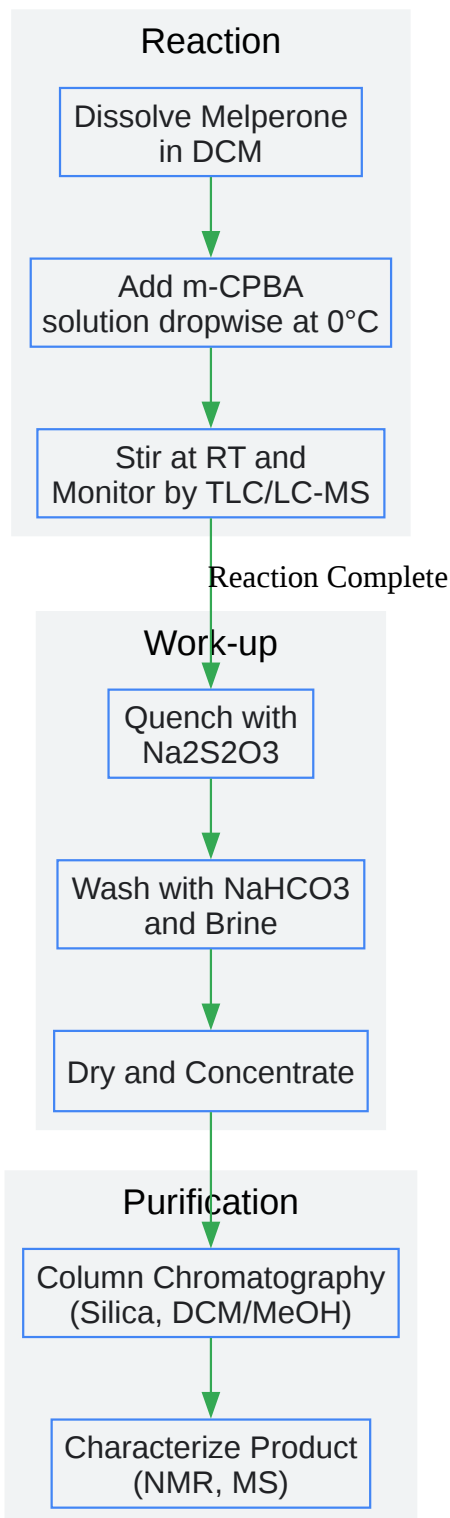 Reaction
Dissolve Melperone
in DCM
Add m-CPBA
solution dropwise at 0°C
Stir at RT and
Monitor by TLC/LC-MS
Reaction Complete
Work-up
Quench with
Na2S2O3
Wash with NaHCO3
and Brine
Dry and Concentrate
Purification
Column Chromatography
(Silica, DCM/MeOH)
Characterize Product
(NMR, MS)